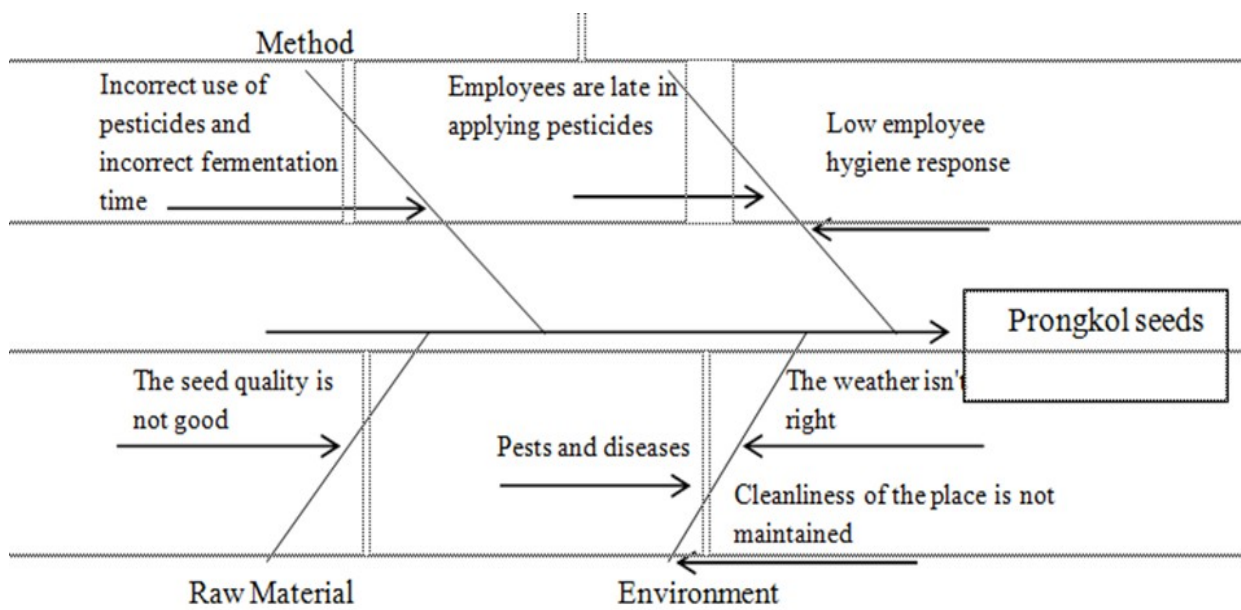 Method
Incorrect use of
pesticides and
incorrect fermentation
time
Employees are late in
applying pesticides
Low employee
hygiene response
Prongkol seeds
The seed quality is
not good
Pests and diseases
The weather isn't
right
Cleanliness of the place is not
maintained
Raw Material
Environment